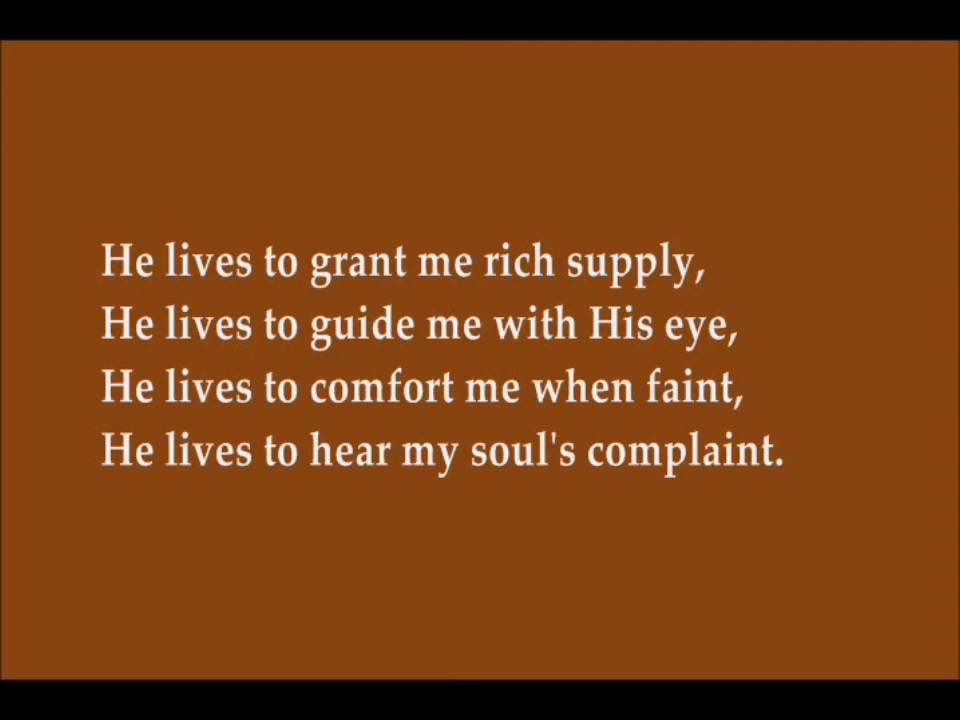 He lives to grant me rich supply,
He lives to guide me with His eye,
He lives to comfort me when faint,
He lives to hear my soul's complaint.